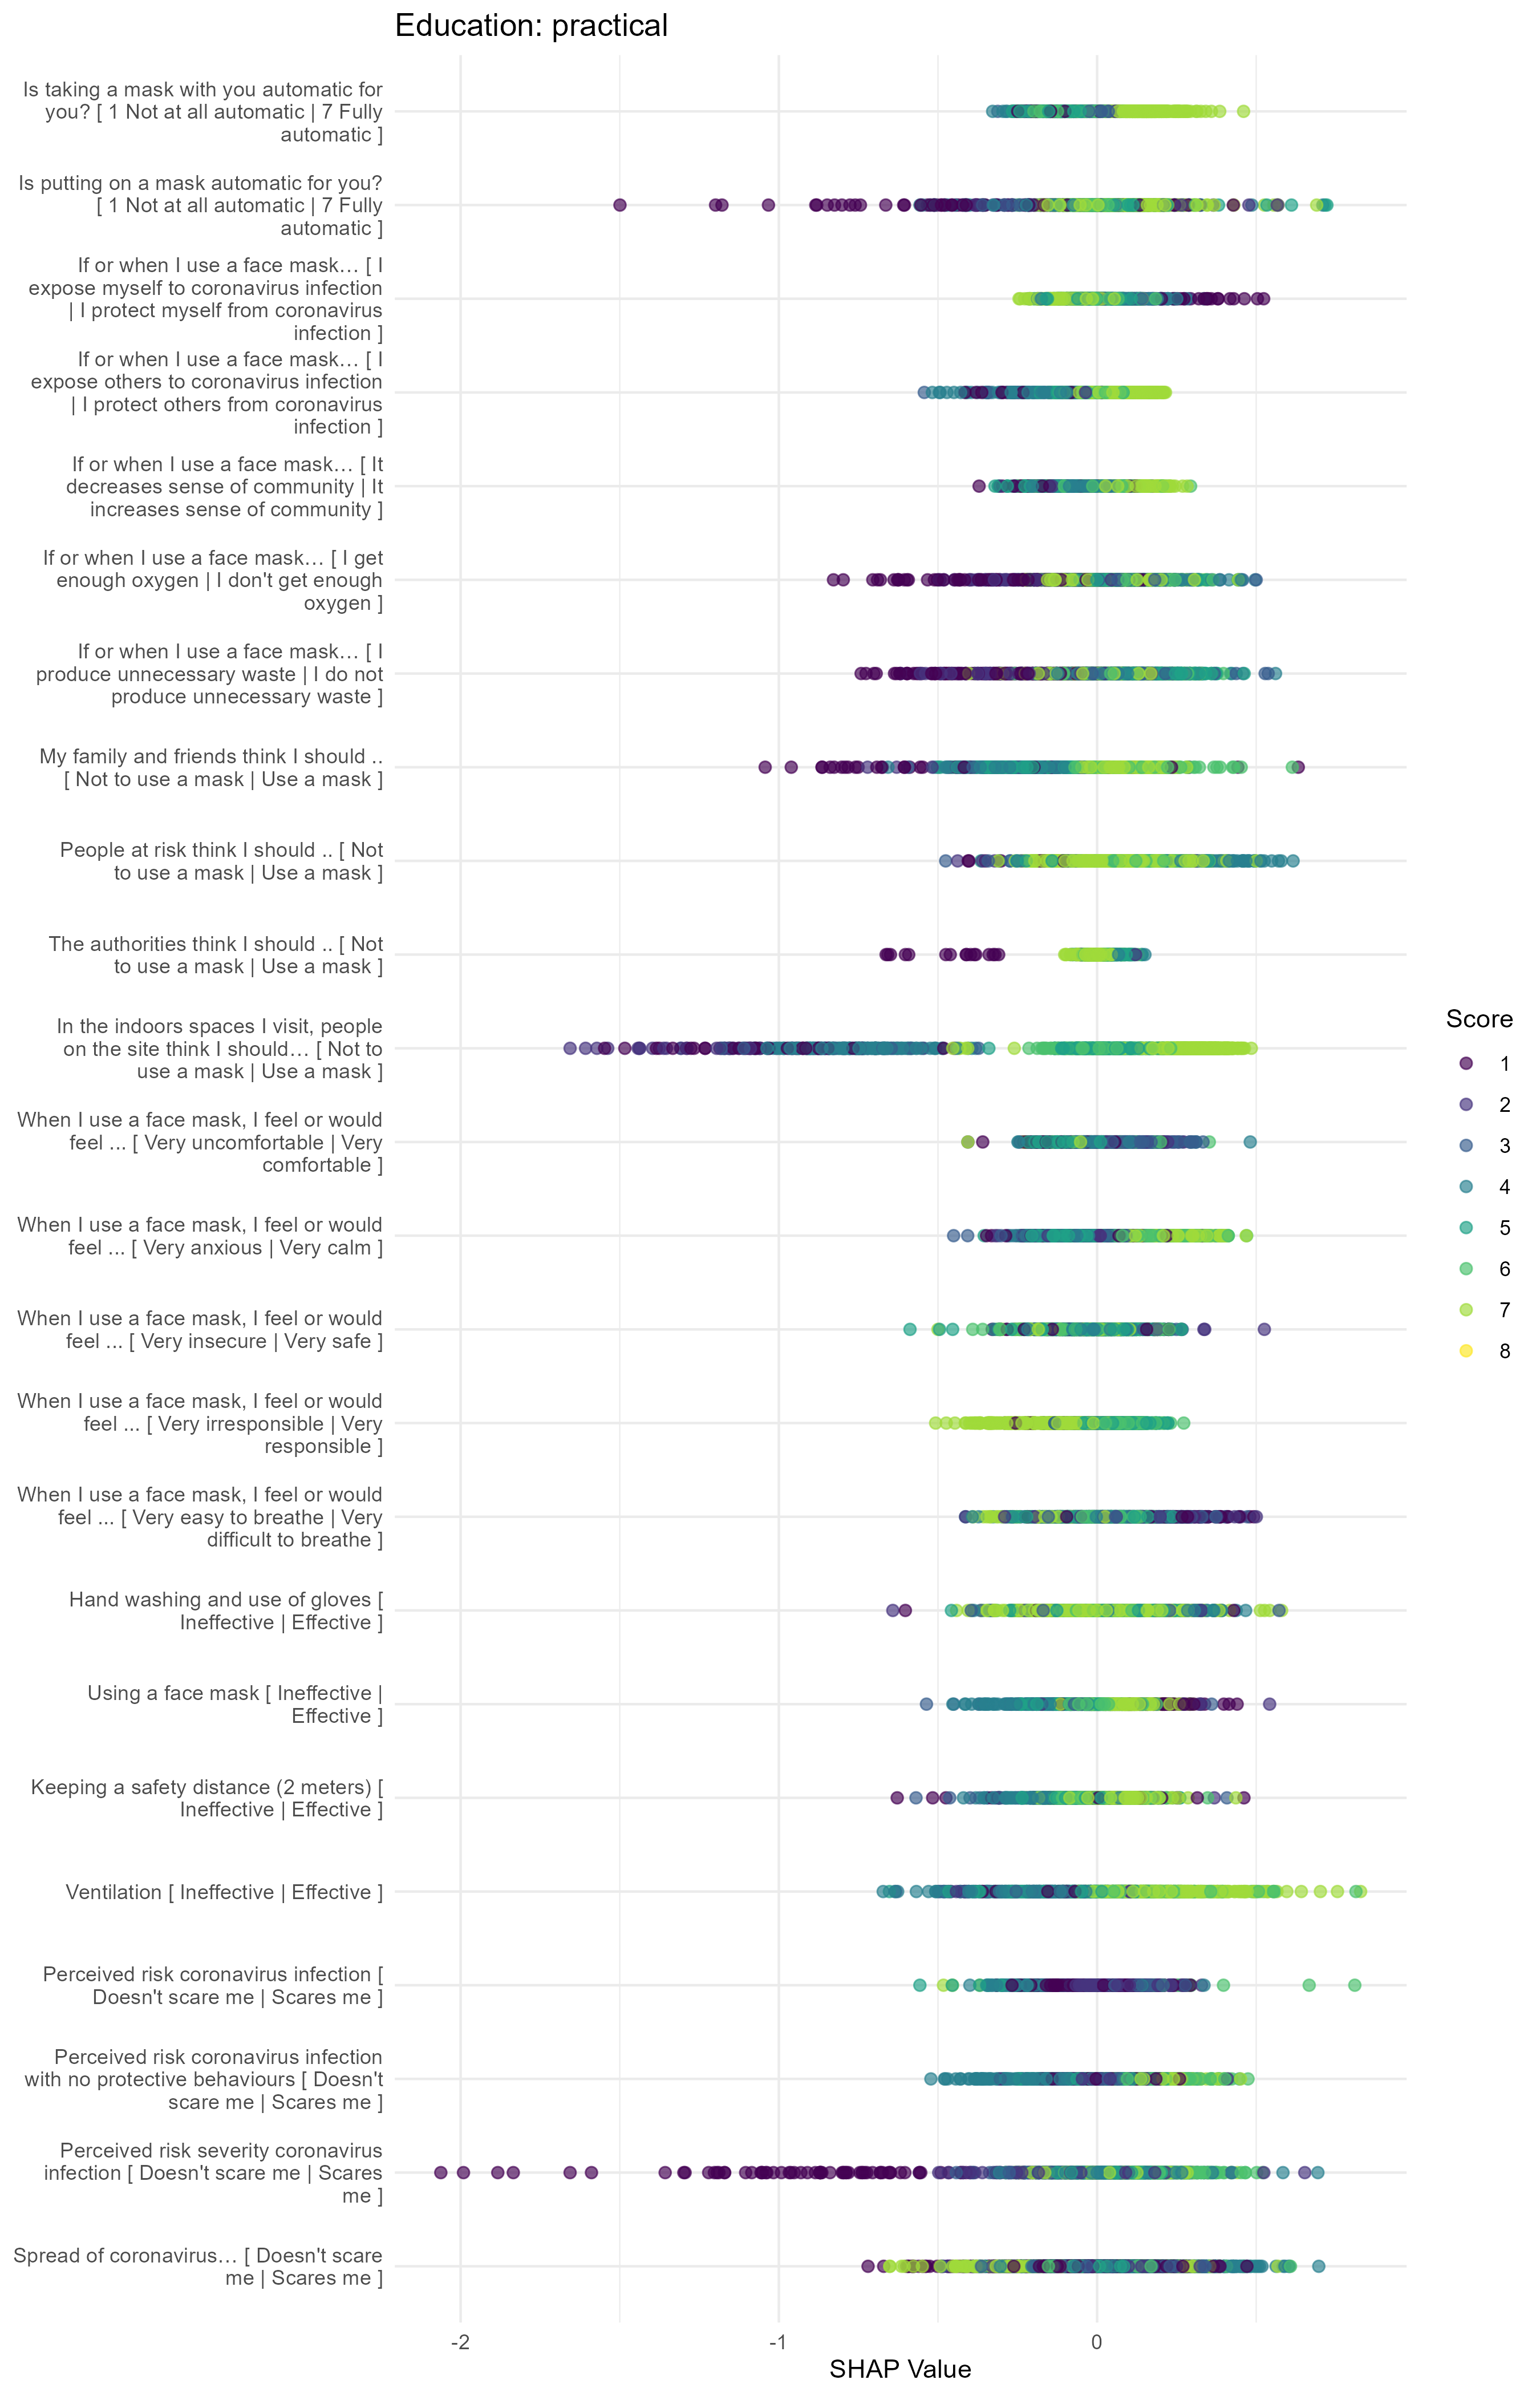 Education: practical
Is taking a mask with you automatic for
you? [ 1 Not at all automatic | 7 Fully
automatic ]
Is putting on a mask automatic for you?
[ 1 Not at all automatic | 7 Fully
automatic ]
If or when I use a face mask… [ I
expose myself to coronavirus infection
| I protect myself from coronavirus
infection ]
If or when I use a face mask… [ I
expose others to coronavirus infection
| I protect others from coronavirus
infection ]
If or when I use a face mask… [ It
decreases sense of community | It
increases sense of community ]
If or when I use a face mask… [ I get
enough oxygen | I don't get enough
oxygen ]
If or when I use a face mask… [ I
produce unnecessary waste | I do not
produce unnecessary waste ]
My family and friends think I should ..
[ Not to use a mask | Use a mask ]
People at risk think I should .. [ Not
to use a mask | Use a mask ]
The authorities think I should .. [ Not
to use a mask | Use a mask ]
In the indoors spaces I visit, people
on the site think I should… [ Not to
use a mask | Use a mask ]
When I use a face mask, I feel or would
feel ... [ Very uncomfortable | Very
comfortable ]
When I use a face mask, I feel or would
feel ... [ Very anxious | Very calm ]
When I use a face mask, I feel or would
feel ... [ Very insecure | Very safe ]
When I use a face mask, I feel or would
feel ... [ Very irresponsible | Very
responsible ]
When I use a face mask, I feel or would
feel ... [ Very easy to breathe | Very
difficult to breathe ]
Hand washing and use of gloves [
Ineffective | Effective ]
Using a face mask [ Ineffective |
Effective ]
Keeping a safety distance (2 meters) [
Ineffective | Effective ]
Ventilation [ Ineffective | Effective ]
Perceived risk coronavirus infection [
Doesn't scare me | Scares me ]
Perceived risk coronavirus infection
with no protective behaviours [ Doesn't
scare me | Scares me ]
Perceived risk severity coronavirus
infection [ Doesn't scare me | Scares
me ]
Spread of coronavirus… [ Doesn't scare
me | Scares me ]
-2
-1
0
SHAP Value
Score
1
2
3
4
5
6
7
8